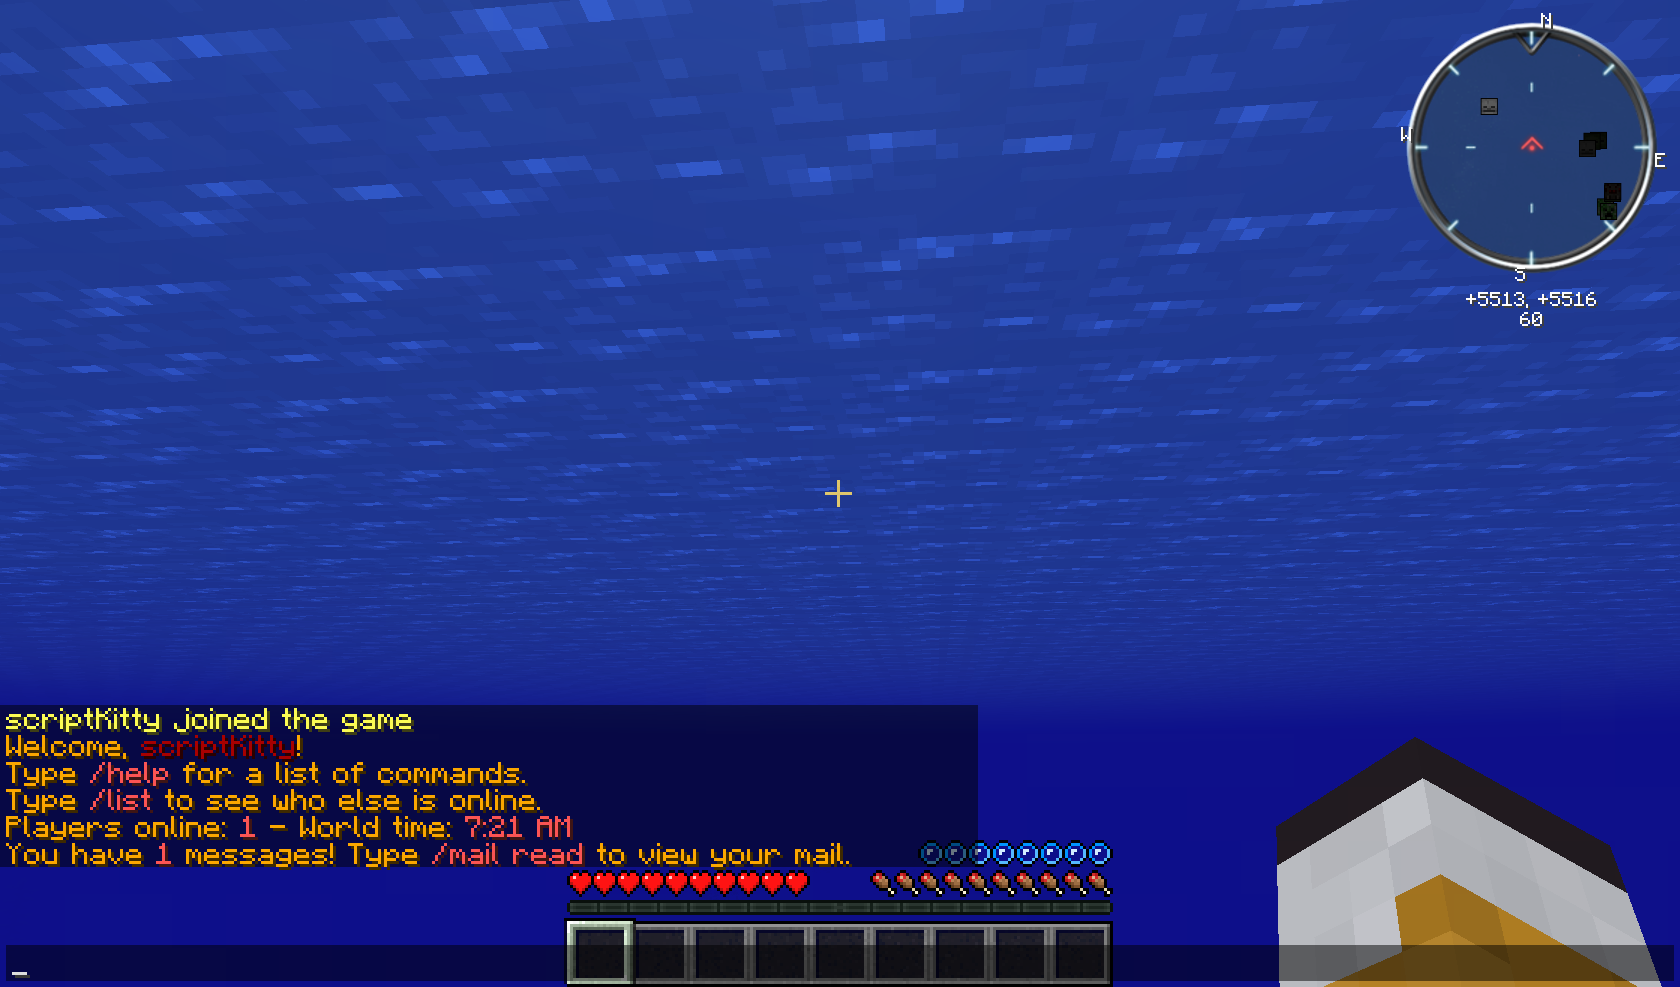 N
W
E
S
+5513, +5516
60
scriptKitty joined the game
Welcome, scriptKitty!
Type /help for a list of commands.
Type /list to see who else is online.
Players online: 1 - World time: 7:21 AM
You have 1 messages! Type /mail read to view your mail.
_